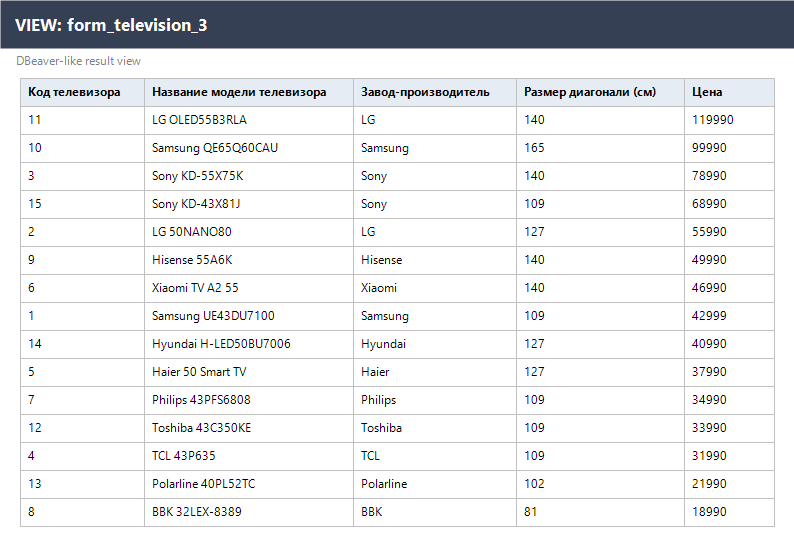 VIEW: form_television_3
DBeaver-like result view
Код телевизора Название модели телевизора Завод-производитель Размер диагонали (см) Цена
11 LG OLED55B3RLA LG 140 119990
10 Samsung QE65Q60CAU Samsung 165 99990
3 Sony KD-55X75K Sony 140 78990
15 Sony KD-43X81J Sony 109 68990
2 LG 50NANO80 LG 127 55990
9 Hisense 55A6K Hisense 140 49990
6 Xiaomi TV A2 55 Xiaomi 140 46990
1 Samsung UE43DU7100 Samsung 109 42999
14 Hyundai H-LED50BU7006 Hyundai 127 40990
5 Haier 50 Smart TV Haier 127 37990
7 Philips 43PFS6808 Philips 109 34990
12 Toshiba 43C350KE Toshiba 109 33990
4 TCL 43P635 TCL 109 31990
13 Polarline 40PL52TC Polarline 102 21990
8 BBK 32LEX-8389 BBK 81 18990